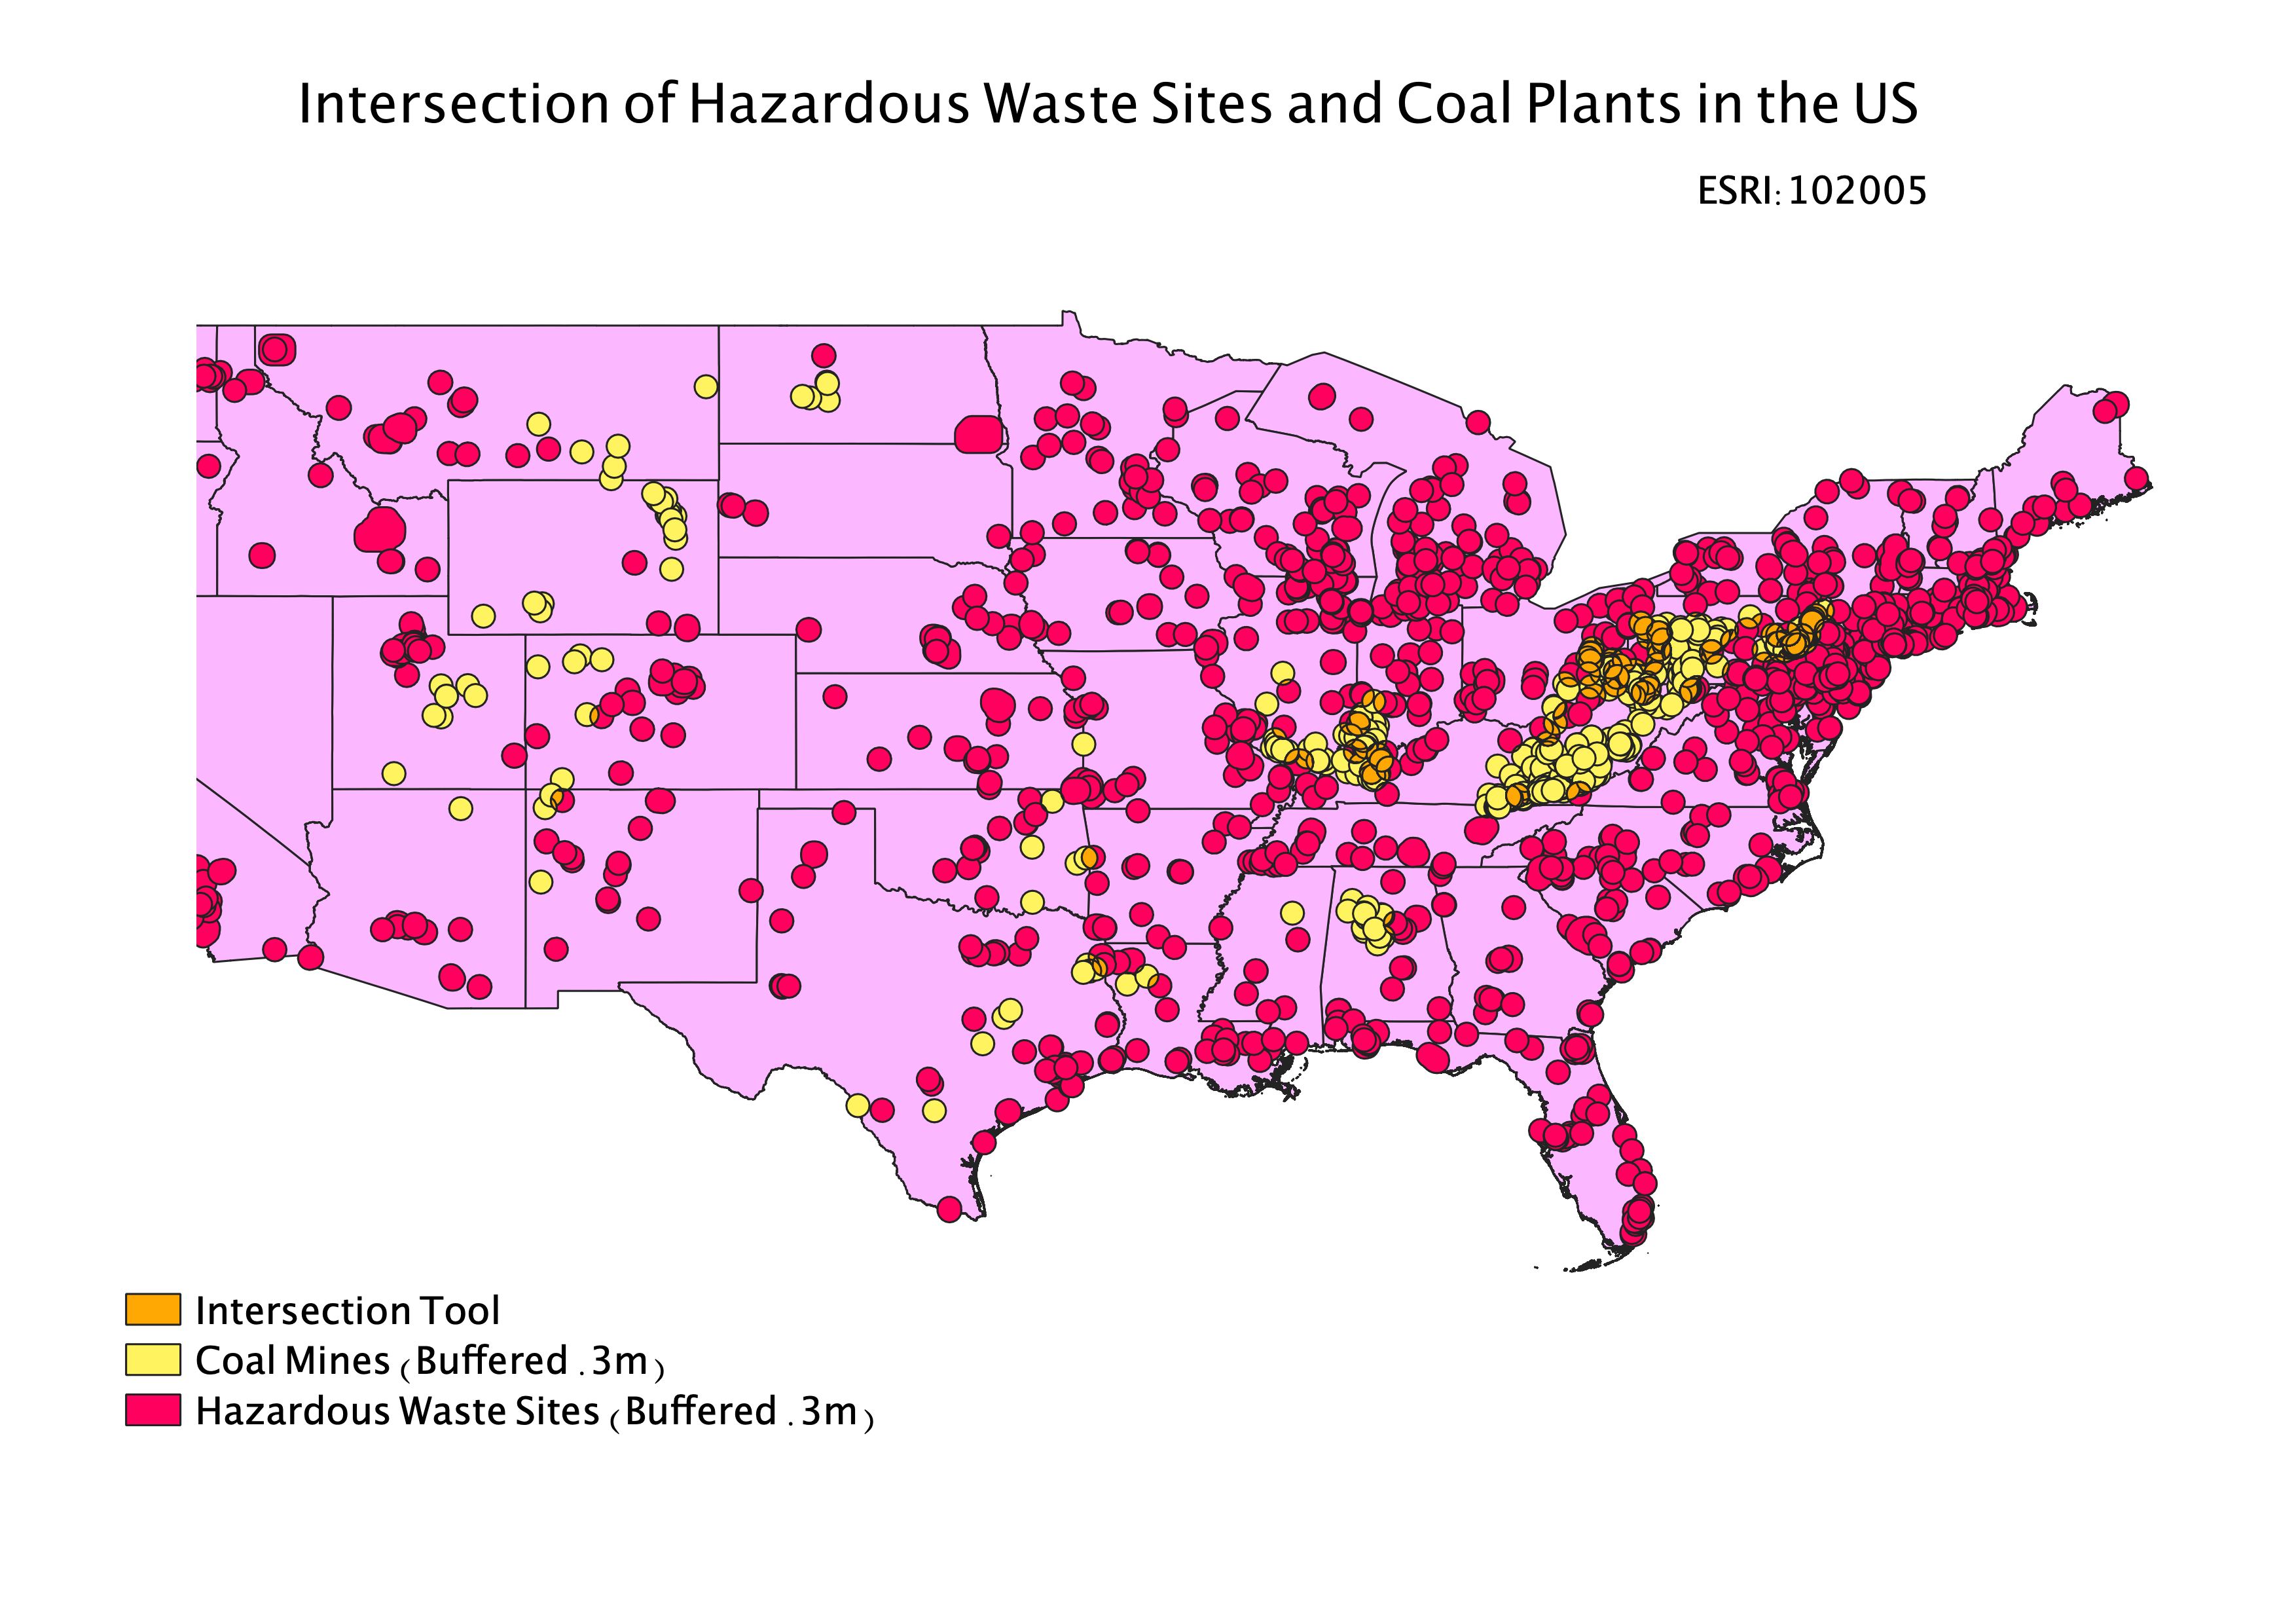 Intersection of Hazardous Waste Sites and Coal Plants in the US
ESRI:102005
Intersection Tool
Coal Mines (Buffered .3m)
Hazardous Waste Sites (Buffered .3m)